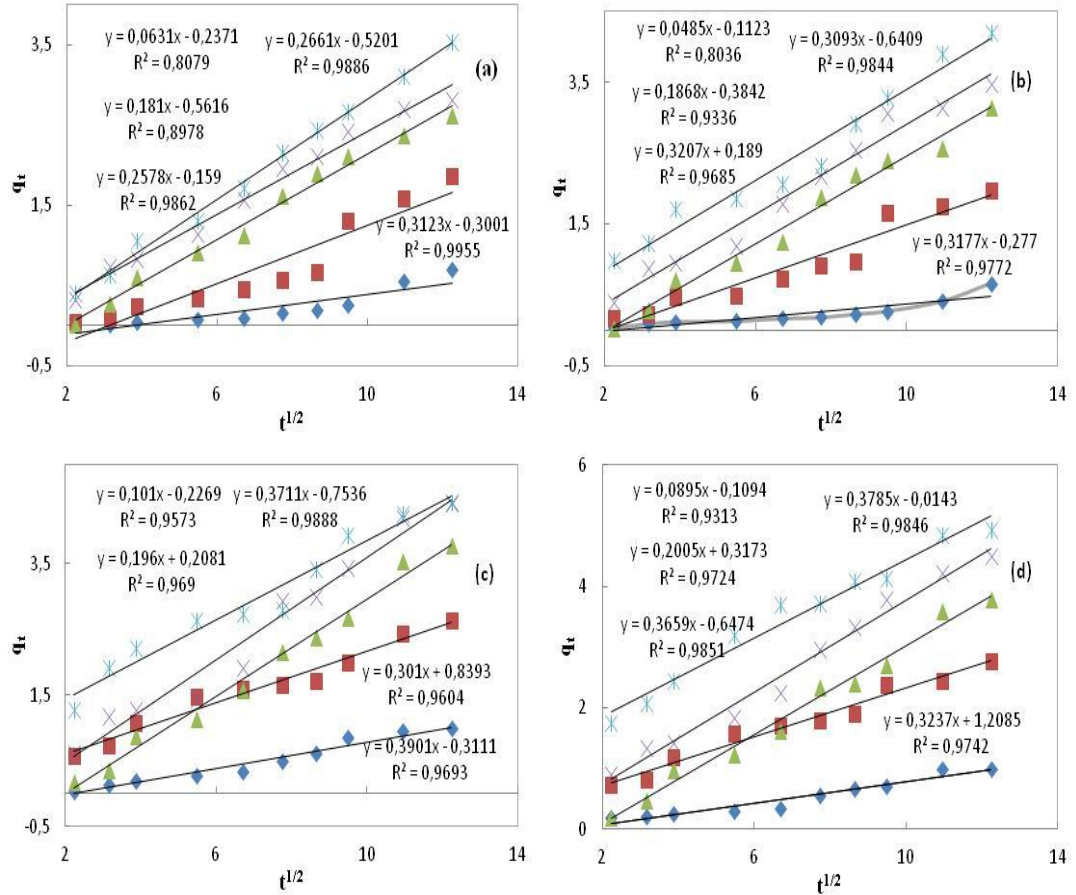 (a)
y = 0,0631x - 0,2371
R² = 0,8079
y = 0,2661x - 0,5201
R² = 0,9886
y = 0,181x - 0,5616
R² = 0,8978
y = 0,2578x - 0,159
R² = 0,9862
y = 0,3123x - 0,3001
R² = 0,9955
3,5
1,5
-0,5
qt
2
6
10
14
t1/2
(b)
y = 0,0485x - 0,1123
R² = 0,8036
y = 0,3093x - 0,6409
R² = 0,9844
y = 0,1868x - 0,3842
R² = 0,9336
y = 0,3207x + 0,189
R² = 0,9685
y = 0,3177x - 0,277
R² = 0,9772
3,5
1,5
-0,5
qt
2
6
10
14
t1/2
(c)
y = 0,101x - 0,2269
R² = 0,9573
y = 0,3711x - 0,7536
R² = 0,9888
y = 0,196x + 0,2081
R² = 0,969
y = 0,301x + 0,8393
R² = 0,9604
y = 0,3901x - 0,3111
R² = 0,9693
3,5
1,5
-0,5
qt
2
6
10
14
t1/2
(d)
y = 0,0895x - 0,1094
R² = 0,9313
y = 0,3785x - 0,0143
R² = 0,9846
y = 0,2005x + 0,3173
R² = 0,9724
y = 0,3659x - 0,6474
R² = 0,9851
y = 0,3237x + 1,2085
R² = 0,9742
6
4
2
0
qt
2
6
10
14
t1/2